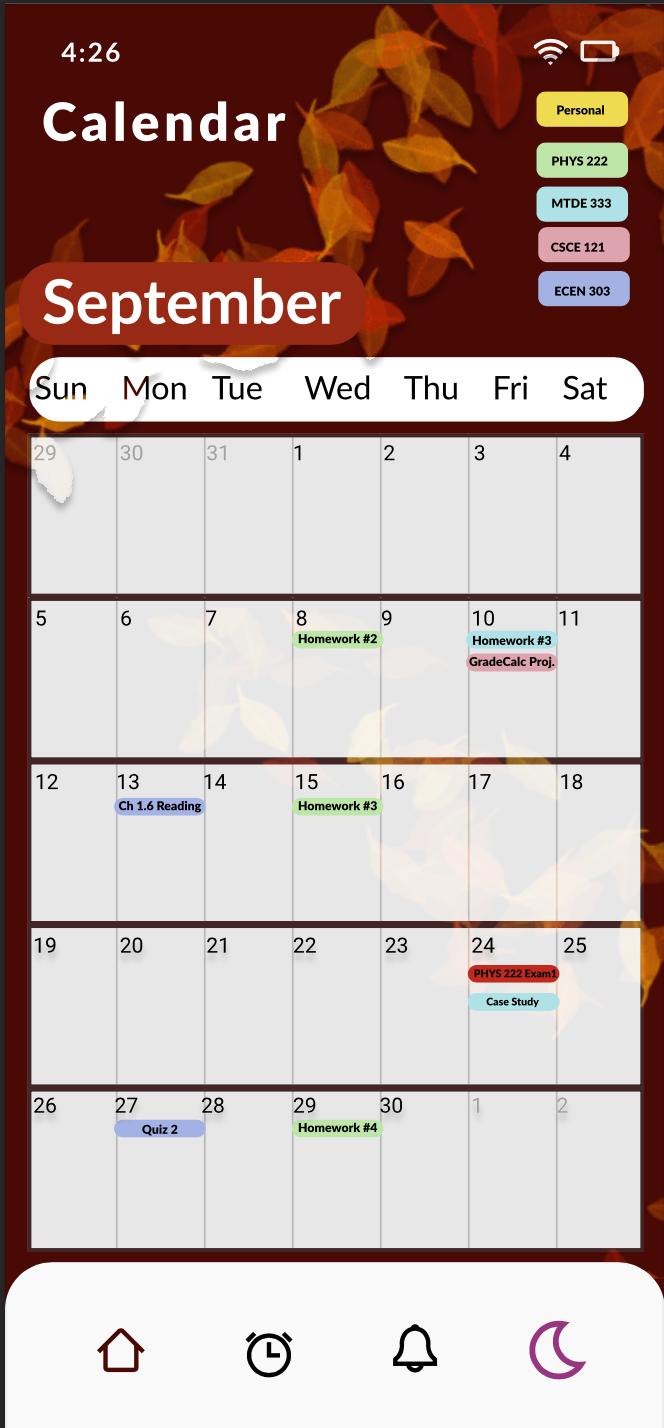 4:26
Calendar
Personal
PHYS 222
MTDE 333
CSCE 121
ECEN 303
September
Sun Mon Tue Wed Thu Fri Sat
29 30 31 1 2 3 4
5 6 7 8 9 10 11
Homework #2 Homework #3
GradeCalc Proj.
12 13 14 15 16 17 18
Ch 1.6 Reading Homework #3
19 20 21 22 23 24 25
PHYS 222 Exam1
Case Study
26 27 28 29 30 1 2
Quiz 2 Homework #4